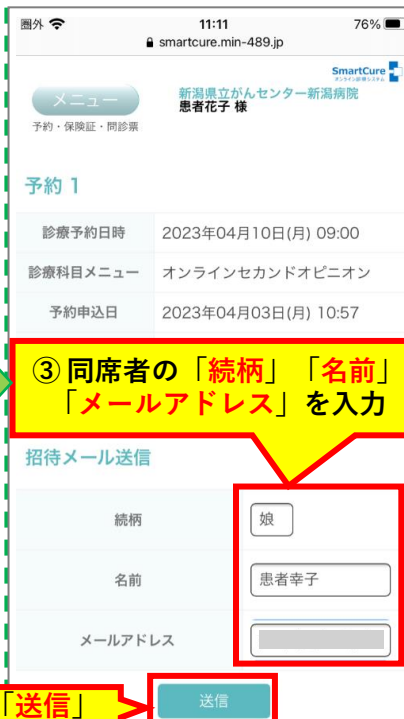 圏外 11:11 76%
smartcure.min-489.jp
SmartCure
オンライン診療システム
メニュー
予約・保険証・問診票
新潟県立がんセンター新潟病院
患者花子 様
予約 1
診療予約日時 2023年04月10日(月) 09:00
診療科目メニュー オンラインセカンドオピニオン
予約申込日 2023年04月03日(月) 10:57
③ 同席者の「続柄」「名前」
「メールアドレス」を入力
招待メール送信
続柄 娘
名前 患者幸子
メールアドレス
「送信」 送信